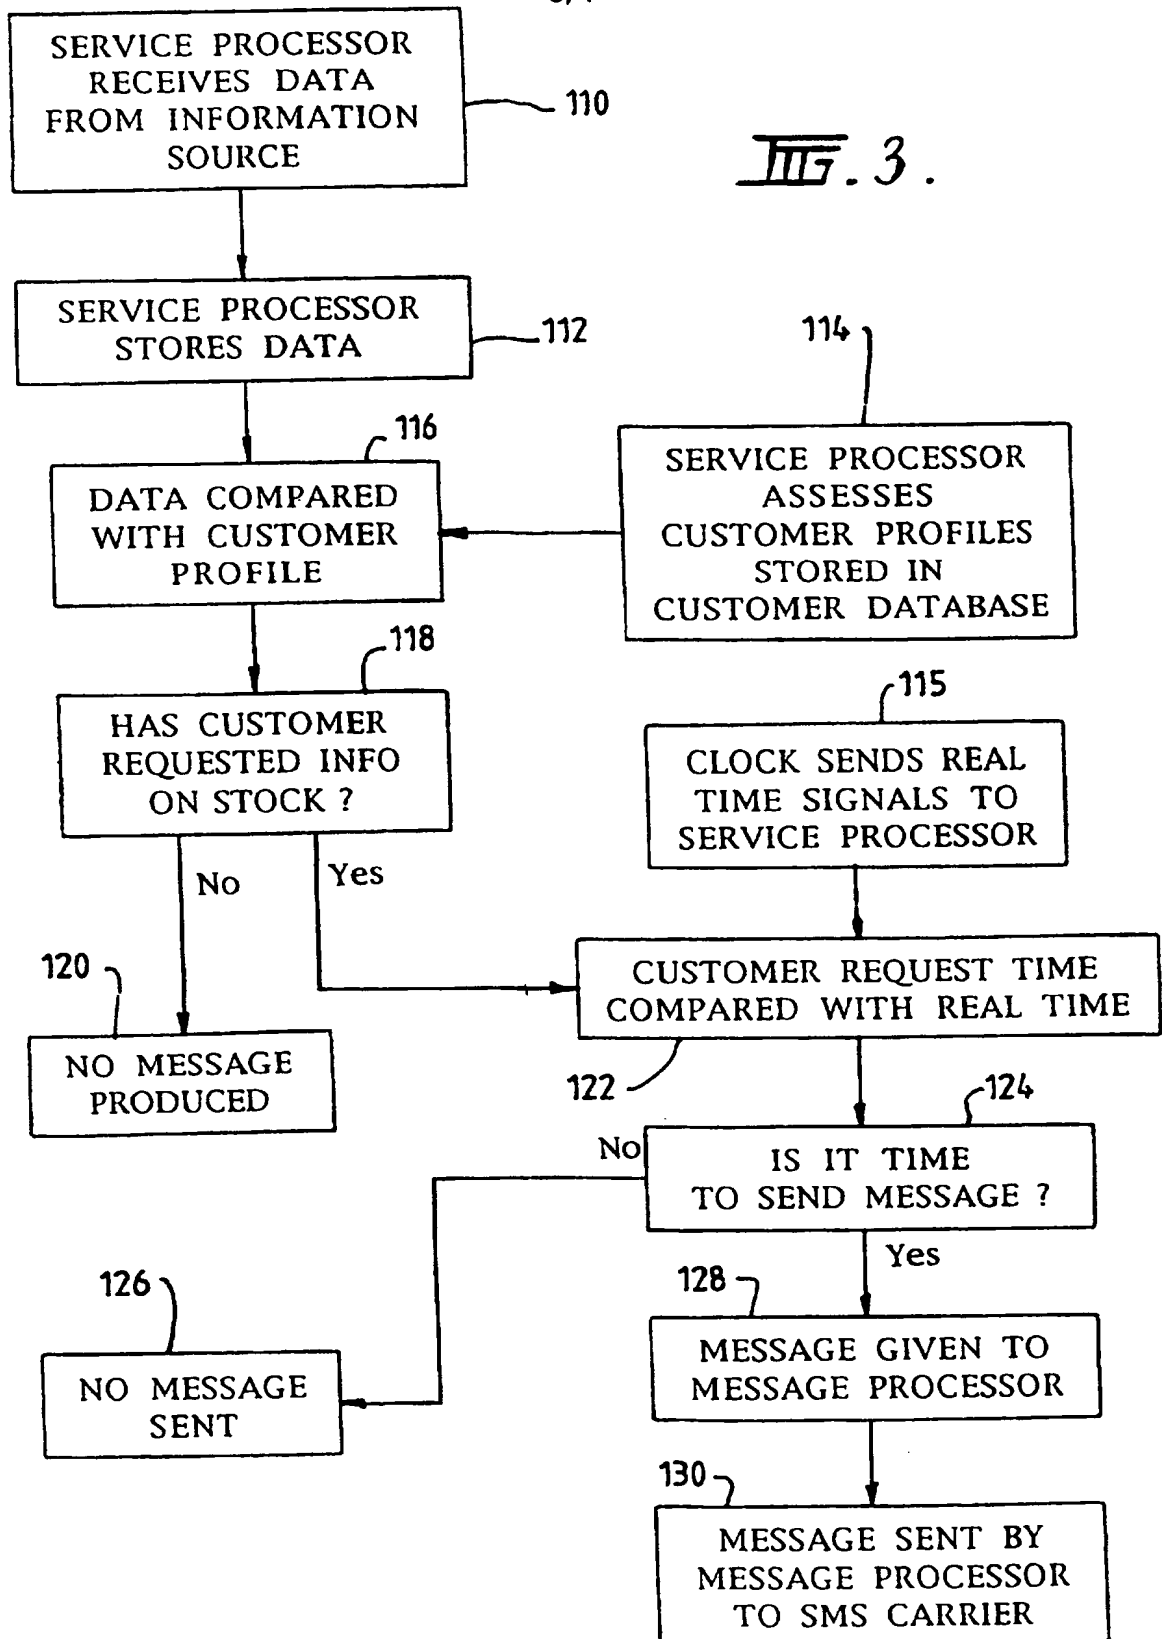 SERVICE PROCESSOR
RECEIVES DATA
FROM INFORMATION
SOURCE
110
FIG. 3.
SERVICE PROCESSOR
STORES DATA
112
114
116
DATA COMPARED
WITH CUSTOMER
PROFILE
SERVICE PROCESSOR
ASSESSES
CUSTOMER PROFILES
STORED IN
CUSTOMER DATABASE
118
HAS CUSTOMER
REQUESTED INFO
ON STOCK ?
115
CLOCK SENDS REAL
TIME SIGNALS TO
SERVICE PROCESSOR
No
Yes
120
NO MESSAGE
PRODUCED
CUSTOMER REQUEST TIME
COMPARED WITH REAL TIME
122
124
No
IS IT TIME
TO SEND MESSAGE ?
Yes
126
NO MESSAGE
SENT
128
MESSAGE GIVEN TO
MESSAGE PROCESSOR
130
MESSAGE SENT BY
MESSAGE PROCESSOR
TO SMS CARRIER